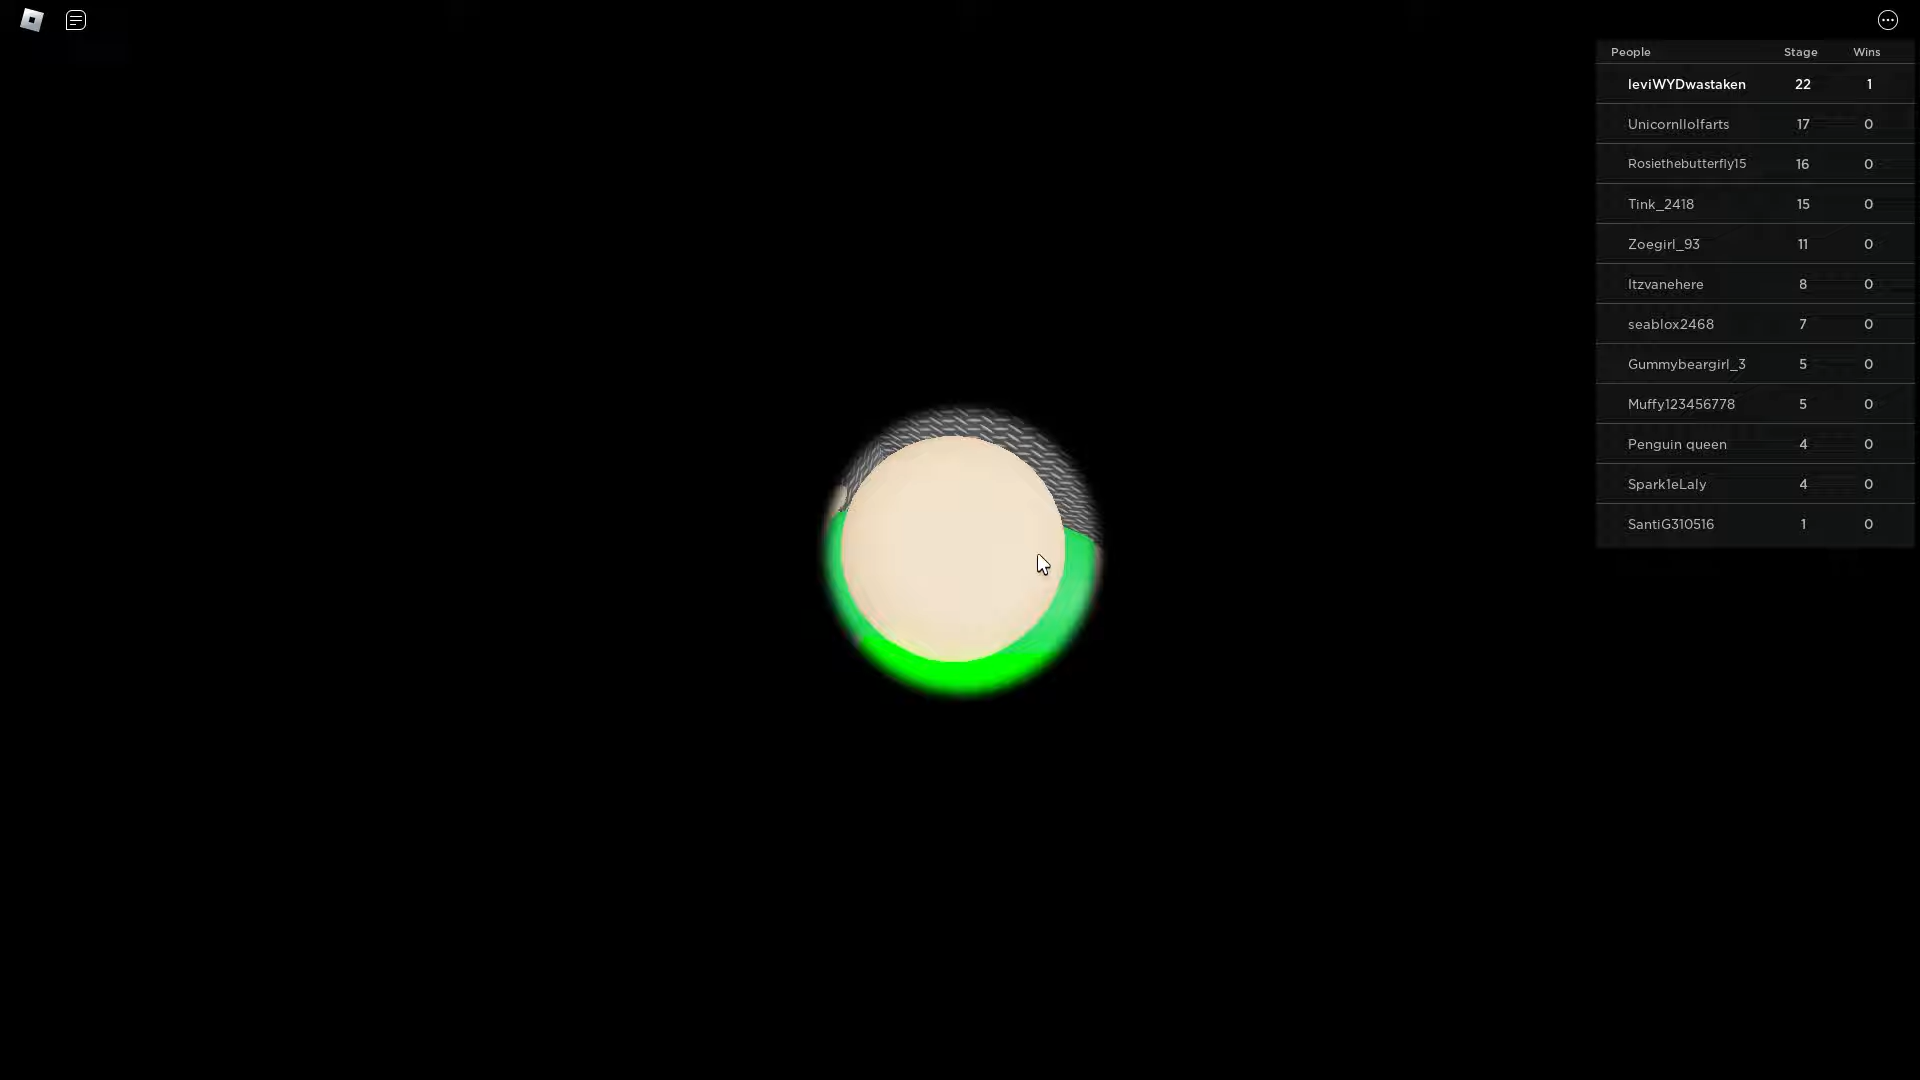 People Stage Wins
leviWYDwastaken 22 1
Unicornllolfarts 17 0
Rosiethebutterfly15 16 0
Tink_2418 15 0
Zoegirl_93 11 0
Itzvanehere 8 0
seablox2468 7 0
Gummybeargirl_3 5 0
Muffy123456778 5 0
Penguin queen 4 0
Spark1eLaly 4 0
SantiG310516 1 0